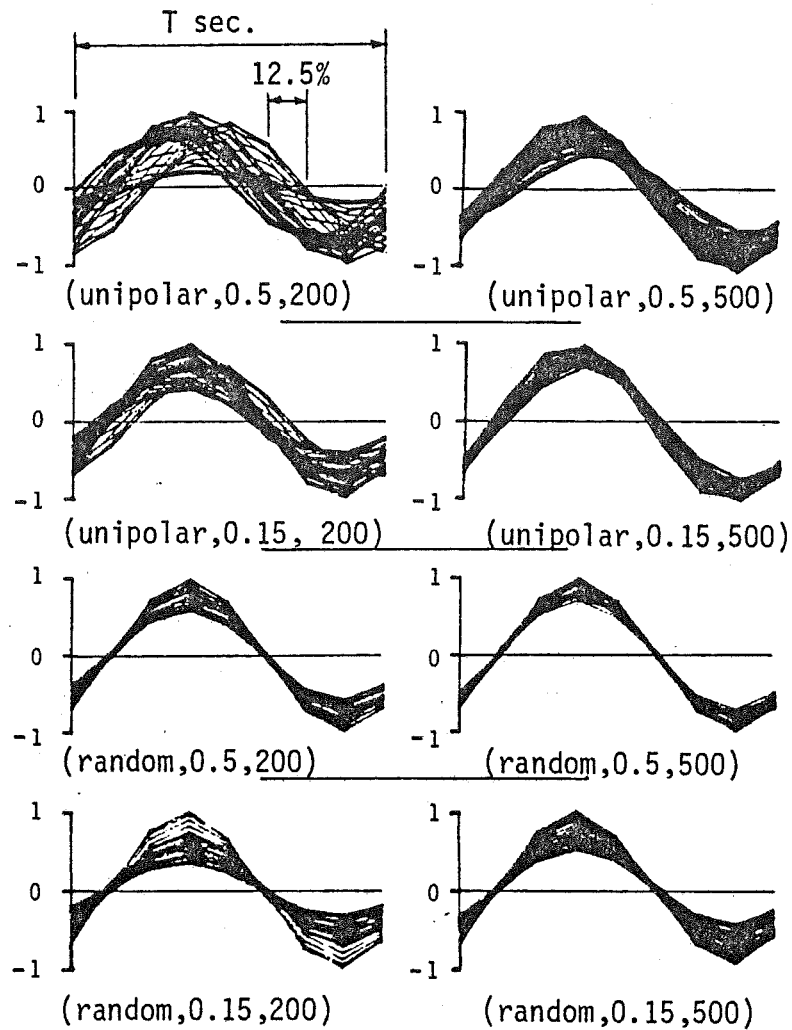 T sec.
12.5%
1
0
-1
(unipolar,0.5,200)
1
0
-1
(unipolar,0.5,500)
1
0
-1
(unipolar,0.15, 200)
1
0
-1
(unipolar,0.15,500)
1
0
-1
(random,0.5,200)
1
0
-1
(random,0.5,500)
1
0
-1
(random,0.15,200)
1
0
-1
(random,0.15,500)